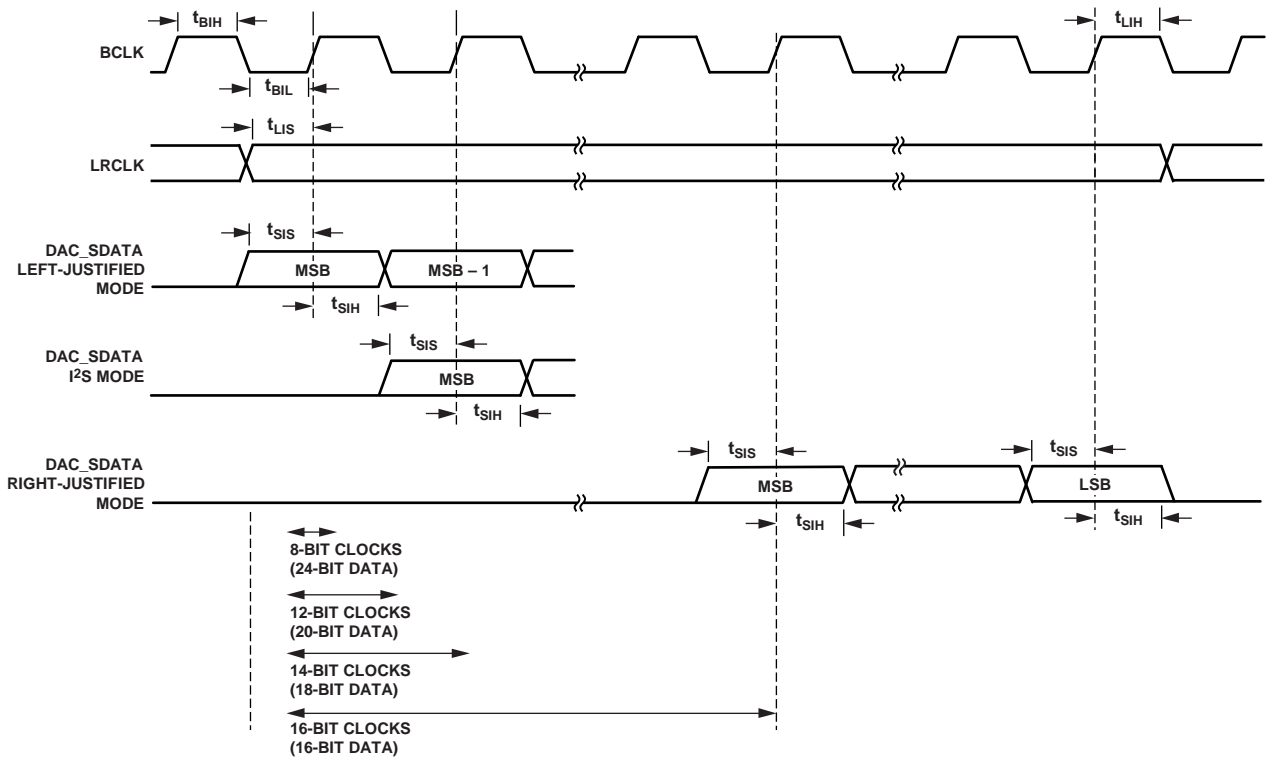 tBIH
tLIH
BCLK
tBIL
tLIS
LRCLK
tSIS
DAC_SDATA
LEFT-JUSTIFIED
MODE
MSB
MSB – 1
tSIH
DAC_SDATA
I2S MODE
tSIS
MSB
tSIH
DAC_SDATA
RIGHT-JUSTIFIED
MODE
tSIS
tSIS
MSB
LSB
tSIH
tSIH
8-BIT CLOCKS
(24-BIT DATA)
12-BIT CLOCKS
(20-BIT DATA)
14-BIT CLOCKS
(18-BIT DATA)
16-BIT CLOCKS
(16-BIT DATA)